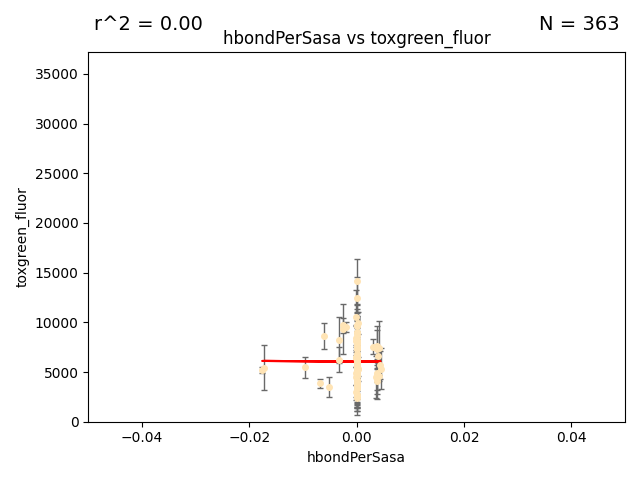 r^2 = 0.00
N = 363
hbondPerSasa vs toxgreen_fluor
35000
30000
25000
20000
15000
10000
5000
0
toxgreen_fluor
−0.04
−0.02
0.00
0.02
0.04
hbondPerSasa